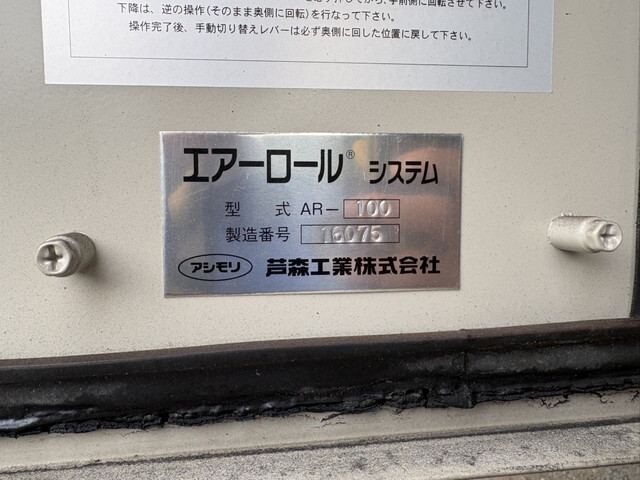 下降は、逆の操作(そのまま奥側に回転)を行なって下さい。
操作完了後、手動切り替えレバーは必ず奥側に回した位置に戻して下さい。
エアーロール® システム
型 式 AR-100
製造番号 16075
アシモリ 芦森工業株式会社